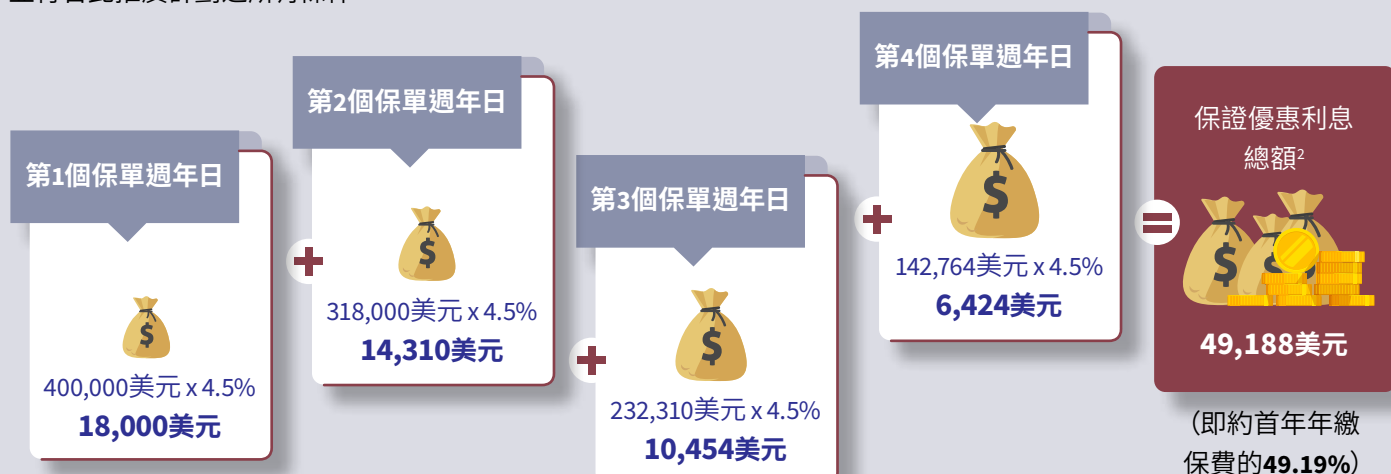 第1個保單週年日
$
400,000美元 x 4.5%
18,000美元
+
第2個保單週年日
$
318,000美元 x 4.5%
14,310美元
+
第3個保單週年日
$
232,310美元 x 4.5%
10,454美元
+
第4個保單週年日
$
142,764美元 x 4.5%
6,424美元
=
保證優惠利息
總額2
$
$
49,188美元
(即約首年年繳
保費的49.19%)